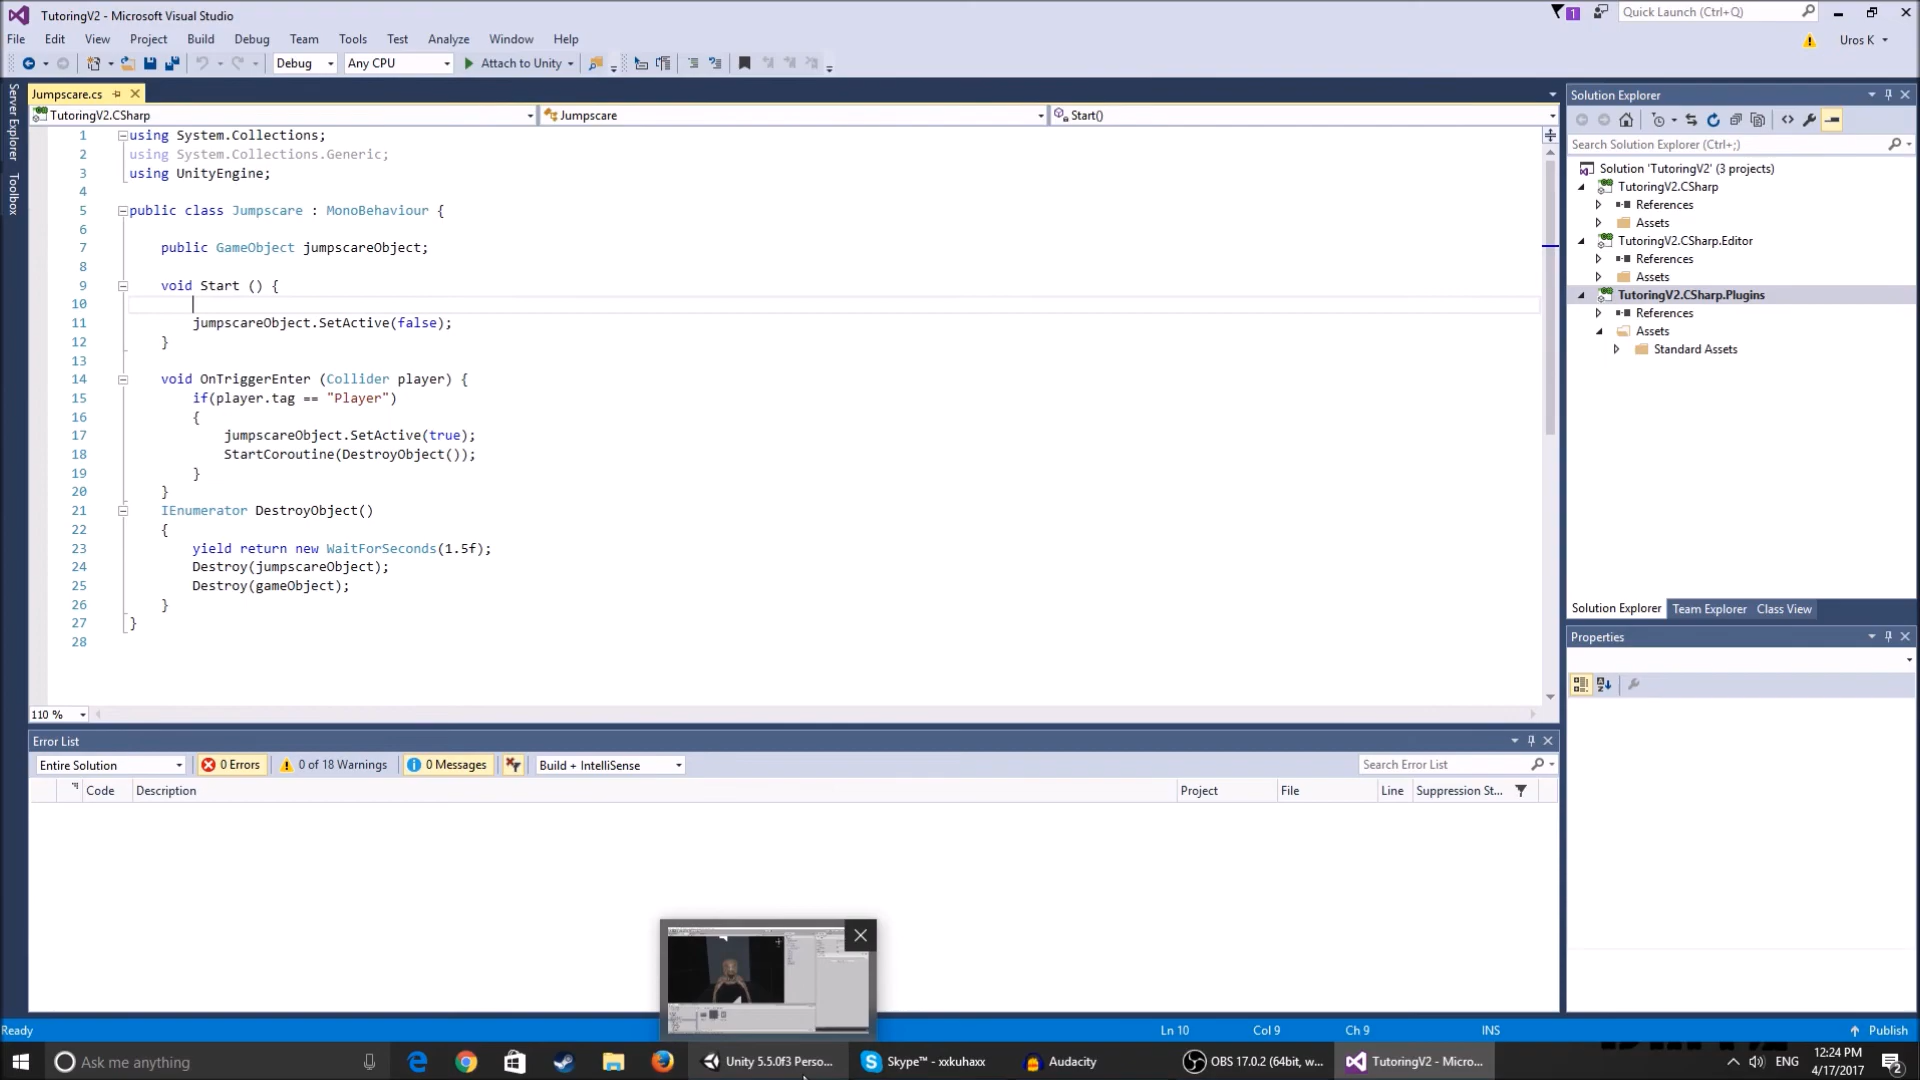 TutoringV2 - Microsoft Visual Studio
1
Quick Launch (Ctrl+Q)
File Edit View Project Build Debug Team Tools Test Analyze Window Help
Uros K
Debug
Any CPU
Attach to Unity
Server Explorer
Toolbox
Jumpscare.cs
TutoringV2.CSharp
Jumpscare
Start()
1 using System.Collections;
2 using System.Collections.Generic;
3 using UnityEngine;
4
5 public class Jumpscare : MonoBehaviour {
6
7 public GameObject jumpscareObject;
8
9 void Start () {
10
11 jumpscareObject.SetActive(false);
12 }
13
14 void OnTriggerEnter (Collider player) {
15 if(player.tag == "Player")
16 {
17 jumpscareObject.SetActive(true);
18 StartCoroutine(DestroyObject());
19 }
20 }
21 IEnumerator DestroyObject()
22 {
23 yield return new WaitForSeconds(1.5f);
24 Destroy(jumpscareObject);
25 Destroy(gameObject);
26 }
27 }
28
110 %
Solution Explorer
Search Solution Explorer (Ctrl+;)
Solution 'TutoringV2' (3 projects)
TutoringV2.CSharp
References
Assets
TutoringV2.CSharp.Editor
References
Assets
TutoringV2.CSharp.Plugins
References
Assets
Standard Assets
Solution Explorer Team Explorer Class View
Properties
Error List
Entire Solution
0 Errors
0 of 18 Warnings
0 Messages
Build + IntelliSense
Search Error List
Code Description Project File Line Suppression St...
Ready
Ln 10 Col 9 Ch 9 INS
Publish
Ask me anything
Unity 5.5.0f3 Perso...
Skype™ - xxkuhaxx
Audacity
OBS 17.0.2 (64bit, w...
TutoringV2 - Micro...
ENG
12:24 PM
4/17/2017
2